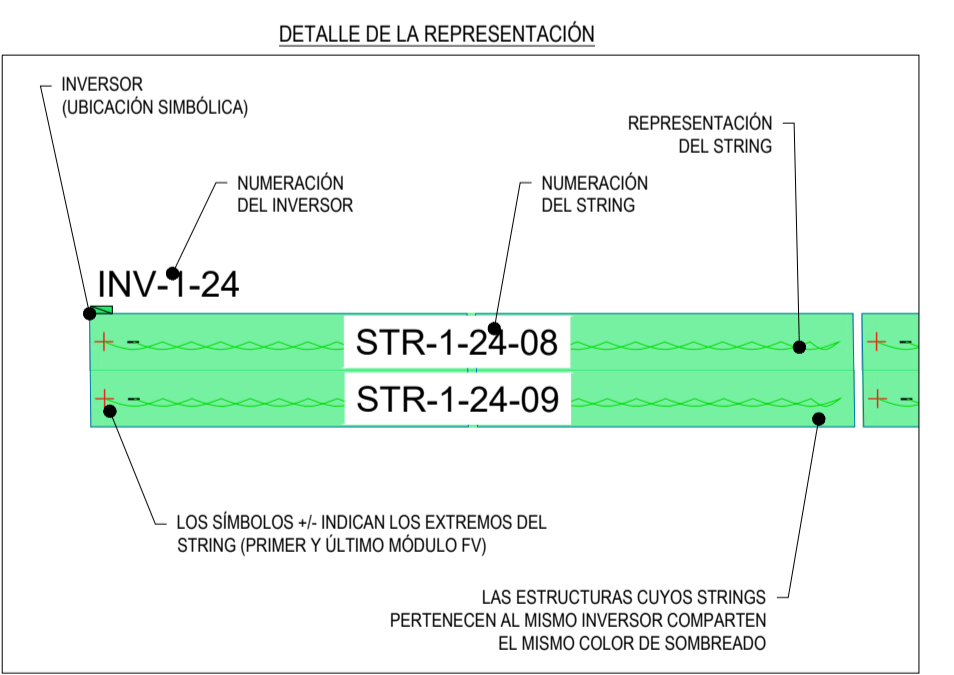 DETALLE DE LA REPRESENTACIÓN
INVERSOR
(UBICACIÓN SIMBÓLICA)
REPRESENTACIÓN
DEL STRING
NUMERACIÓN
DEL INVERSOR
NUMERACIÓN
DEL STRING
INV-1-24
+ - STR-1-24-08 + -
+ - STR-1-24-09 + -
LOS SÍMBOLOS +/- INDICAN LOS EXTREMOS DEL
STRING (PRIMER Y ÚLTIMO MÓDULO FV)
LAS ESTRUCTURAS CUYOS STRINGS
PERTENECEN AL MISMO INVERSOR COMPARTEN
EL MISMO COLOR DE SOMBREADO